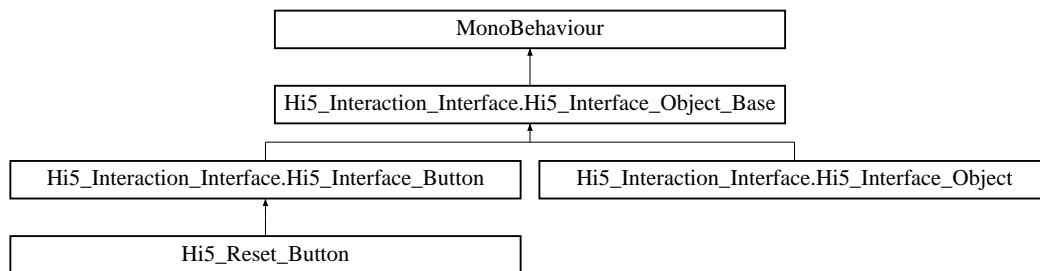 MonoBehaviour
Hi5_Interaction_Interface.Hi5_Interface_Object_Base
Hi5_Interaction_Interface.Hi5_Interface_Button
Hi5_Interaction_Interface.Hi5_Interface_Object
Hi5_Reset_Button